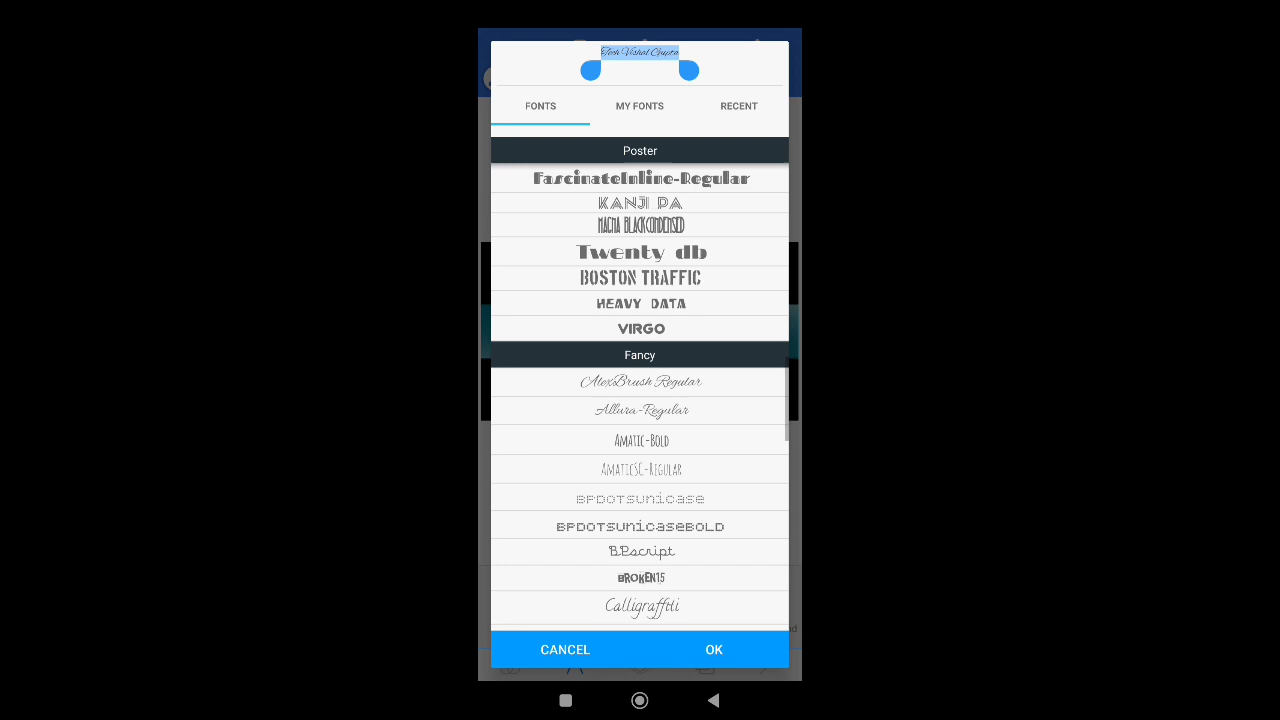 Tech Vishal Gupta
FONTS
MY FONTS
RECENT
Poster
FascinateInline-Regular
KANJI PA
MAGNA BLACKCONDENSED
Twenty db
BOSTON TRAFFIC
HEAVY DATA
VIRGO
Fancy
AlexBrush Regular
Allura-Regular
AMATIC-BOLD
AMATICSC-REGULAR
BPDOTSUNICASE
BPDOTSUNICASEBOLD
BPscript
BROKEN15
Calligraffiti
CANCEL
OK